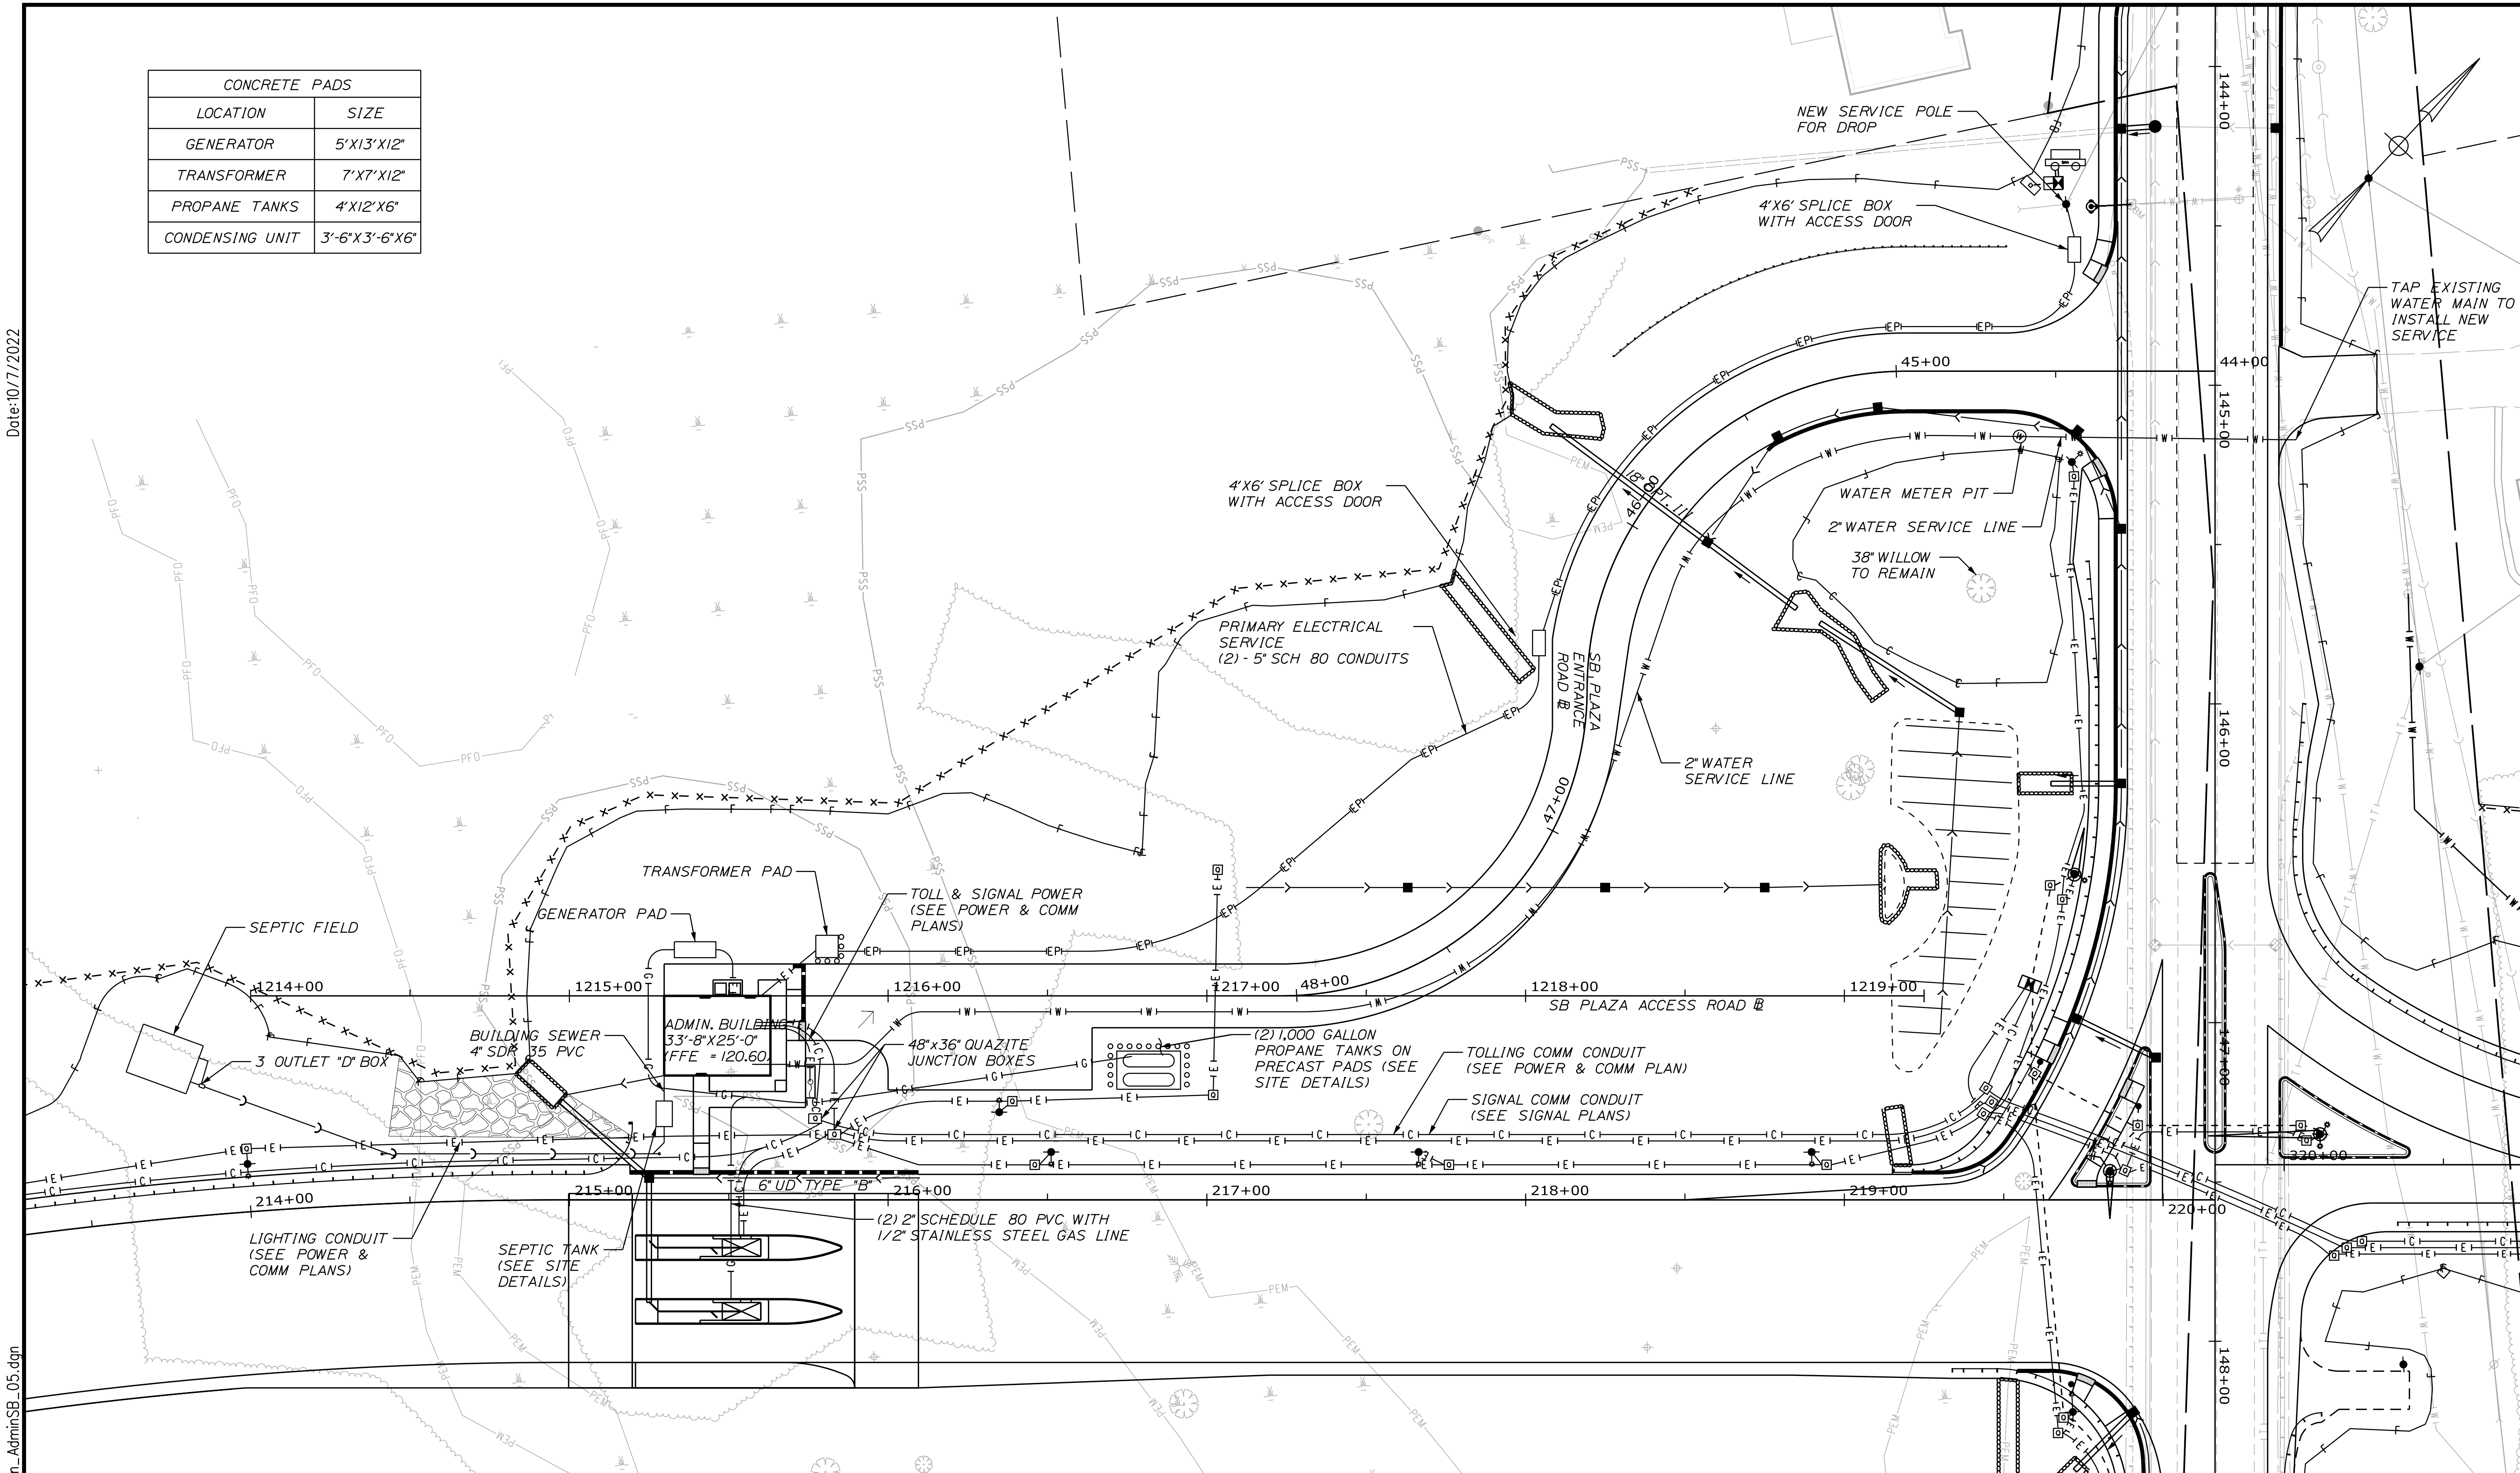 CONCRETE PADS
LOCATION SIZE
GENERATOR 5'X13'X12"
TRANSFORMER 7'X7'X12"
PROPANE TANKS 4'X12'X6"
CONDENSING UNIT 3'-6"X3'-6"X6"
Date:10/7/2022
NEW SERVICE POLE
FOR DROP
4'X6' SPLICE BOX
WITH ACCESS DOOR
TAP EXISTING
WATER MAIN TO
INSTALL NEW
SERVICE
144+00
45+00
44+00
145+00
4'X6' SPLICE BOX
WITH ACCESS DOOR
18" OPT. III
46+00
WATER METER PIT
2" WATER SERVICE LINE
38" WILLOW
TO REMAIN
PRIMARY ELECTRICAL
SERVICE
(2) - 5" SCH 80 CONDUITS
SB PLAZA
ENTRANCE
ROAD ℄
146+00
2" WATER
SERVICE LINE
47+00
TRANSFORMER PAD
GENERATOR PAD
TOLL & SIGNAL POWER
(SEE POWER & COMM
PLANS)
SEPTIC FIELD
1214+00
1215+00
1216+00
1217+00
48+00
1218+00
1219+00
SB PLAZA ACCESS ROAD ℄
BUILDING SEWER
4" SDR 35 PVC
ADMIN. BUILDING
33'-8"X25'-0"
(FFE = 120.60)
48"x36" QUAZITE
JUNCTION BOXES
(2) 1,000 GALLON
PROPANE TANKS ON
PRECAST PADS (SEE
SITE DETAILS)
TOLLING COMM CONDUIT
(SEE POWER & COMM PLAN)
SIGNAL COMM CONDUIT
(SEE SIGNAL PLANS)
3 OUTLET "D" BOX
147+00
320+00
6" UD TYPE "B"
214+00
215+00
216+00
217+00
218+00
219+00
220+00
(2) 2" SCHEDULE 80 PVC WITH
1/2" STAINLESS STEEL GAS LINE
LIGHTING CONDUIT
(SEE POWER &
COMM PLANS)
SEPTIC TANK
(SEE SITE
DETAILS)
148+00
n_AdminSB_05.dgn